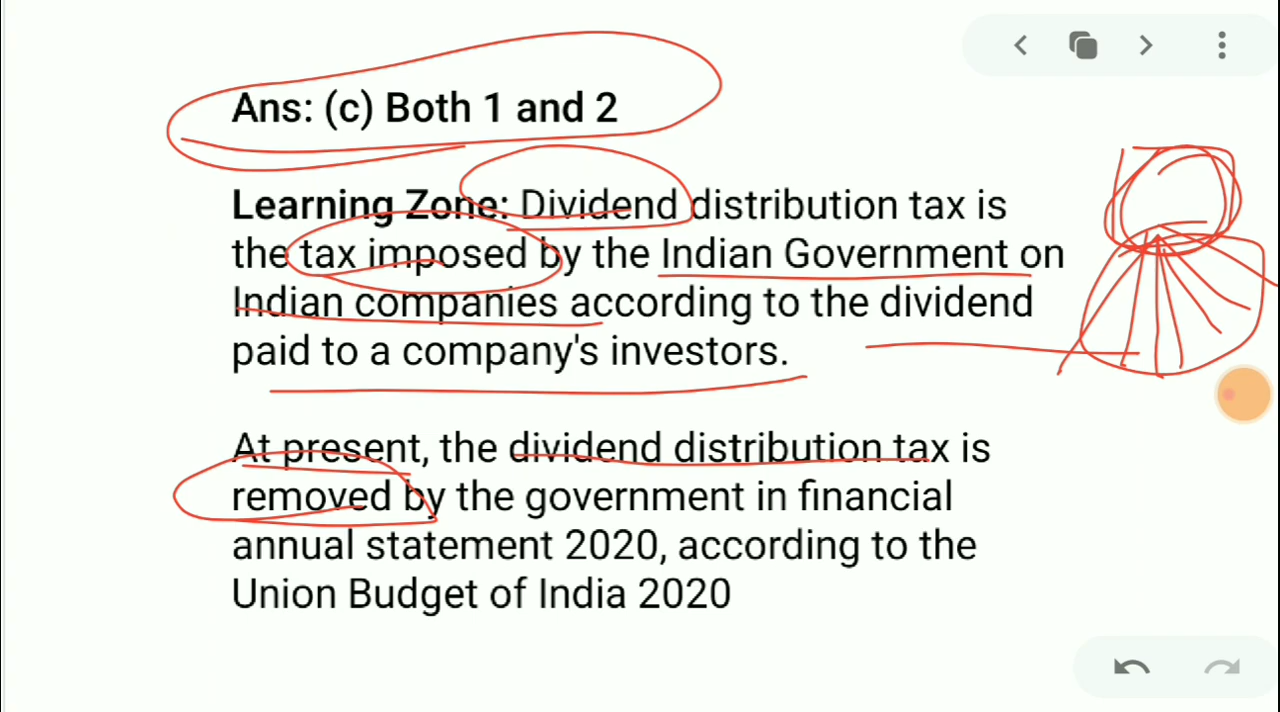 Ans: (c) Both 1 and 2
Learning Zone: Dividend distribution tax is
the tax imposed by the Indian Government on
Indian companies according to the dividend
paid to a company's investors.
At present, the dividend distribution tax is
removed by the government in financial
annual statement 2020, according to the
Union Budget of India 2020